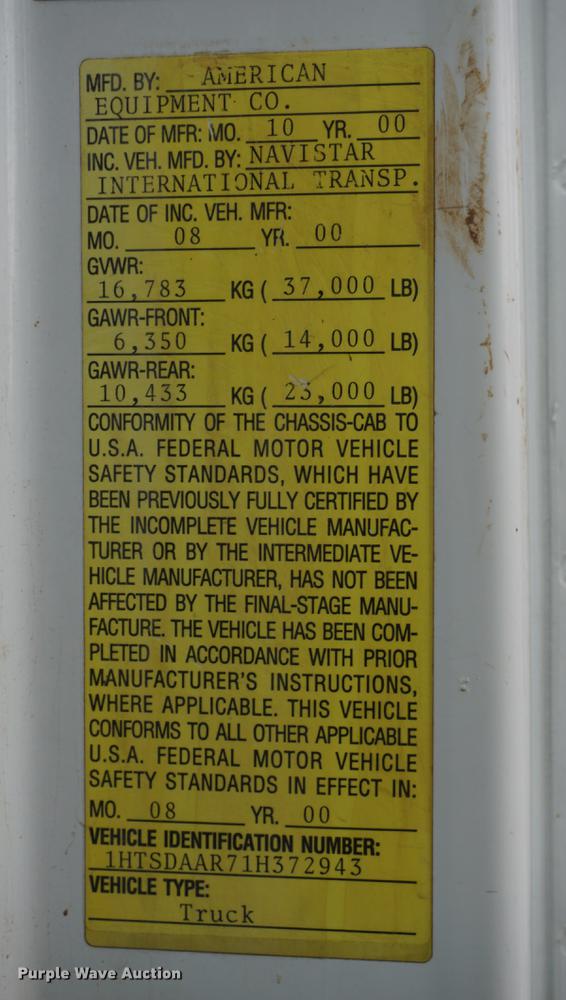 MFD. BY: AMERICAN
EQUIPMENT CO.
DATE OF MFR: MO. 10 YR. 00
INC. VEH. MFD. BY: NAVISTAR
INTERNATIONAL TRANSP.
DATE OF INC. VEH. MFR:
MO. 08 YR. 00
GVWR:
16,783 KG ( 37,000 LB)
GAWR-FRONT:
6,350 KG ( 14,000 LB)
GAWR-REAR:
10,433 KG ( 23,000 LB)
CONFORMITY OF THE CHASSIS-CAB TO
U.S.A. FEDERAL MOTOR VEHICLE
SAFETY STANDARDS, WHICH HAVE
BEEN PREVIOUSLY FULLY CERTIFIED BY
THE INCOMPLETE VEHICLE MANUFAC-
TURER OR BY THE INTERMEDIATE VE-
HICLE MANUFACTURER, HAS NOT BEEN
AFFECTED BY THE FINAL-STAGE MANU-
FACTURE. THE VEHICLE HAS BEEN COM-
PLETED IN ACCORDANCE WITH PRIOR
MANUFACTURER'S INSTRUCTIONS,
WHERE APPLICABLE. THIS VEHICLE
CONFORMS TO ALL OTHER APPLICABLE
U.S.A. FEDERAL MOTOR VEHICLE
SAFETY STANDARDS IN EFFECT IN:
MO. 08 YR. 00
VEHICLE IDENTIFICATION NUMBER:
1HTSDAAR71H372943
VEHICLE TYPE:
Truck
Purple Wave Auction